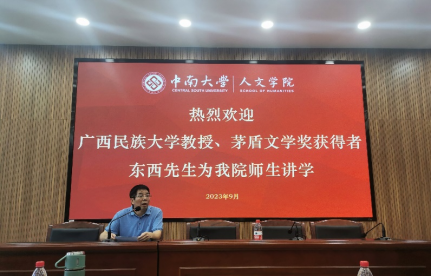 中南大学 人文学院
CENTRAL SOUTH UNIVERSITY SCHOOL OF HUMANITIES
热烈欢迎
广西民族大学教授、茅盾文学奖获得者
东西先生为我院师生讲学
2023年9月